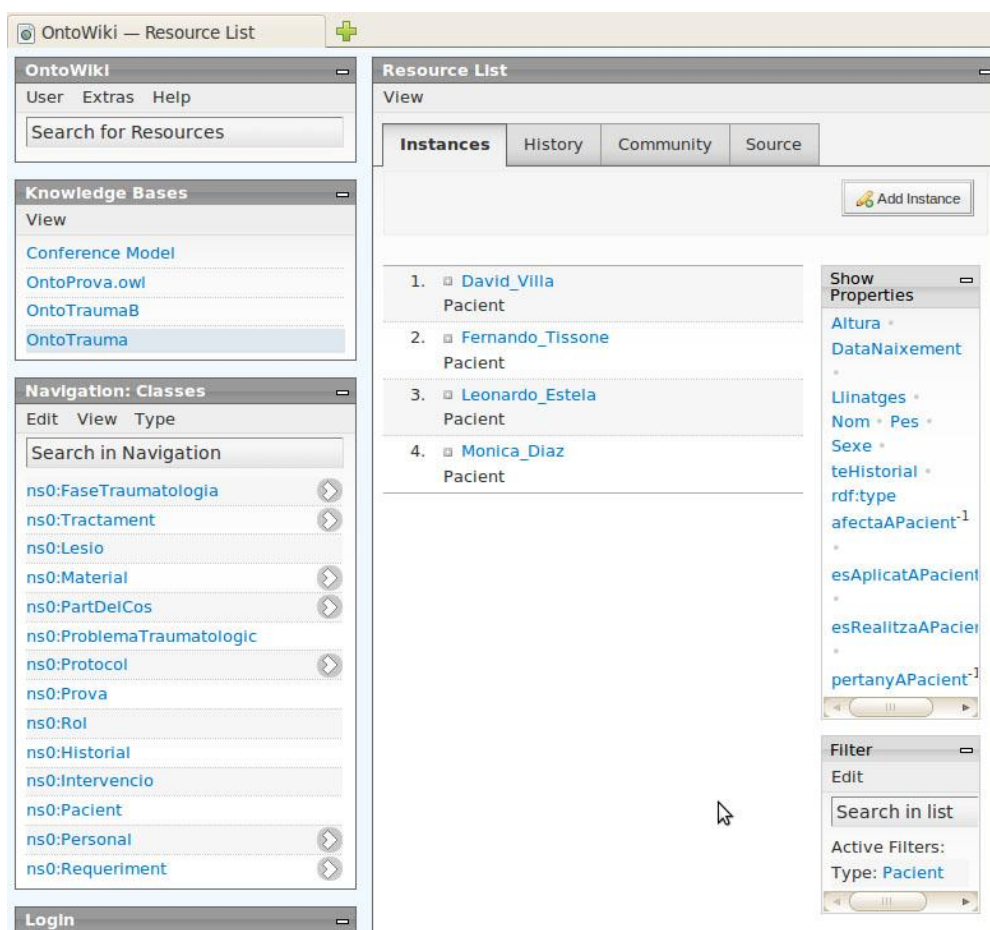 OntoWiki — Resource List
OntoWiki
User Extras Help
Search for Resources
Knowledge Bases
View
Conference Model
OntoProva.owl
OntoTraumaB
OntoTrauma
Navigation: Classes
Edit View Type
Search in Navigation
ns0:FaseTraumatologia
ns0:Tractament
ns0:Lesio
ns0:Material
ns0:PartDelCos
ns0:ProblemaTraumatologic
ns0:Protocol
ns0:Prova
ns0:Rol
ns0:Historial
ns0:Intervencio
ns0:Pacient
ns0:Personal
ns0:Requeriment
Login
Resource List
View
Instances History Community Source
Add Instance
1. David_Villa
Pacient
2. Fernando_Tissone
Pacient
3. Leonardo_Estela
Pacient
4. Monica_Diaz
Pacient
Show
Properties
Altura
DataNaixement
Llinatges
Nom Pes
Sexe
teHistorial
rdf:type
afectaAPacient-1
esAplicatAPacient
esRealitzaAPacien
pertanyAPacient-1
Filter
Edit
Search in list
Active Filters:
Type: Pacient